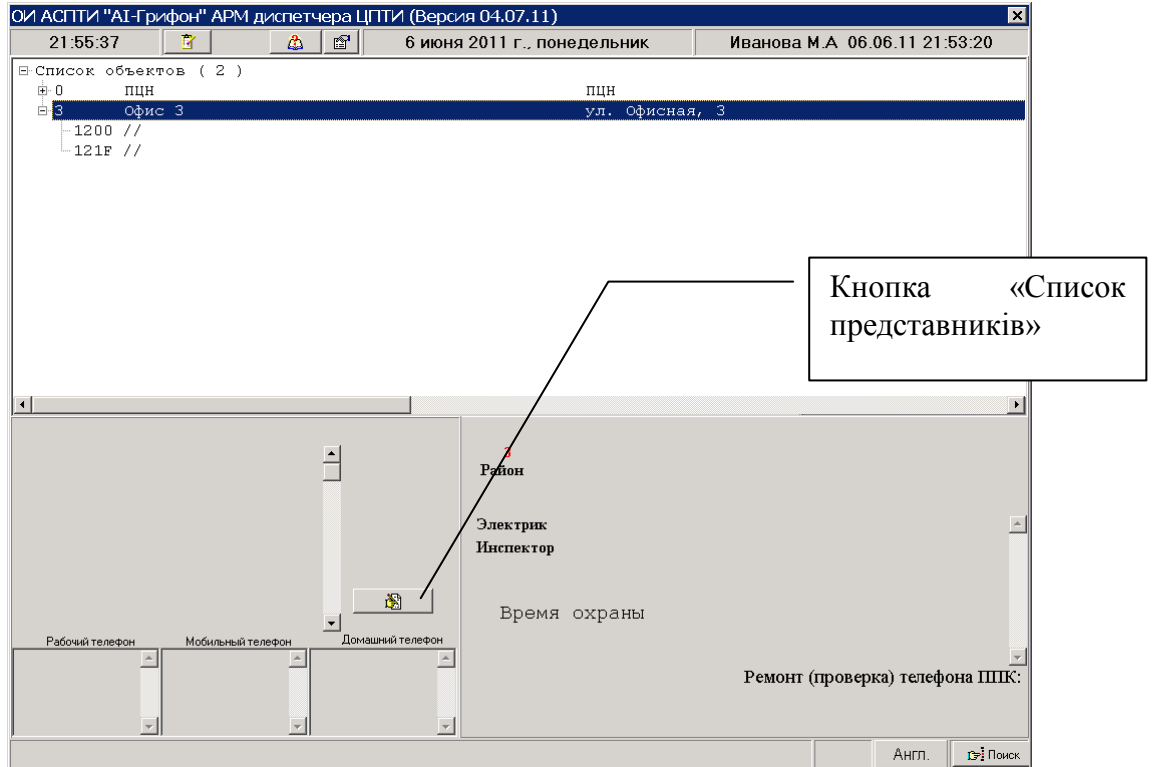 ОИ АСПТИ "AI-Грифон" АРМ диспетчера ЦПТИ (Версия 04.07.11)
21:55:37 6 июня 2011 г., понедельник Иванова М.А 06.06.11 21:53:20
Список объектов ( 2 )
0 ПЦН ПЦН
3 Офис 3 ул. Офисная, 3
1200 //
121F //
Кнопка «Список
представників»
3
Район
Электрик
Инспектор
Время охраны
Рабочий телефон Мобильный телефон Домашний телефон
Ремонт (проверка) телефона ППК:
Англ. Поиск